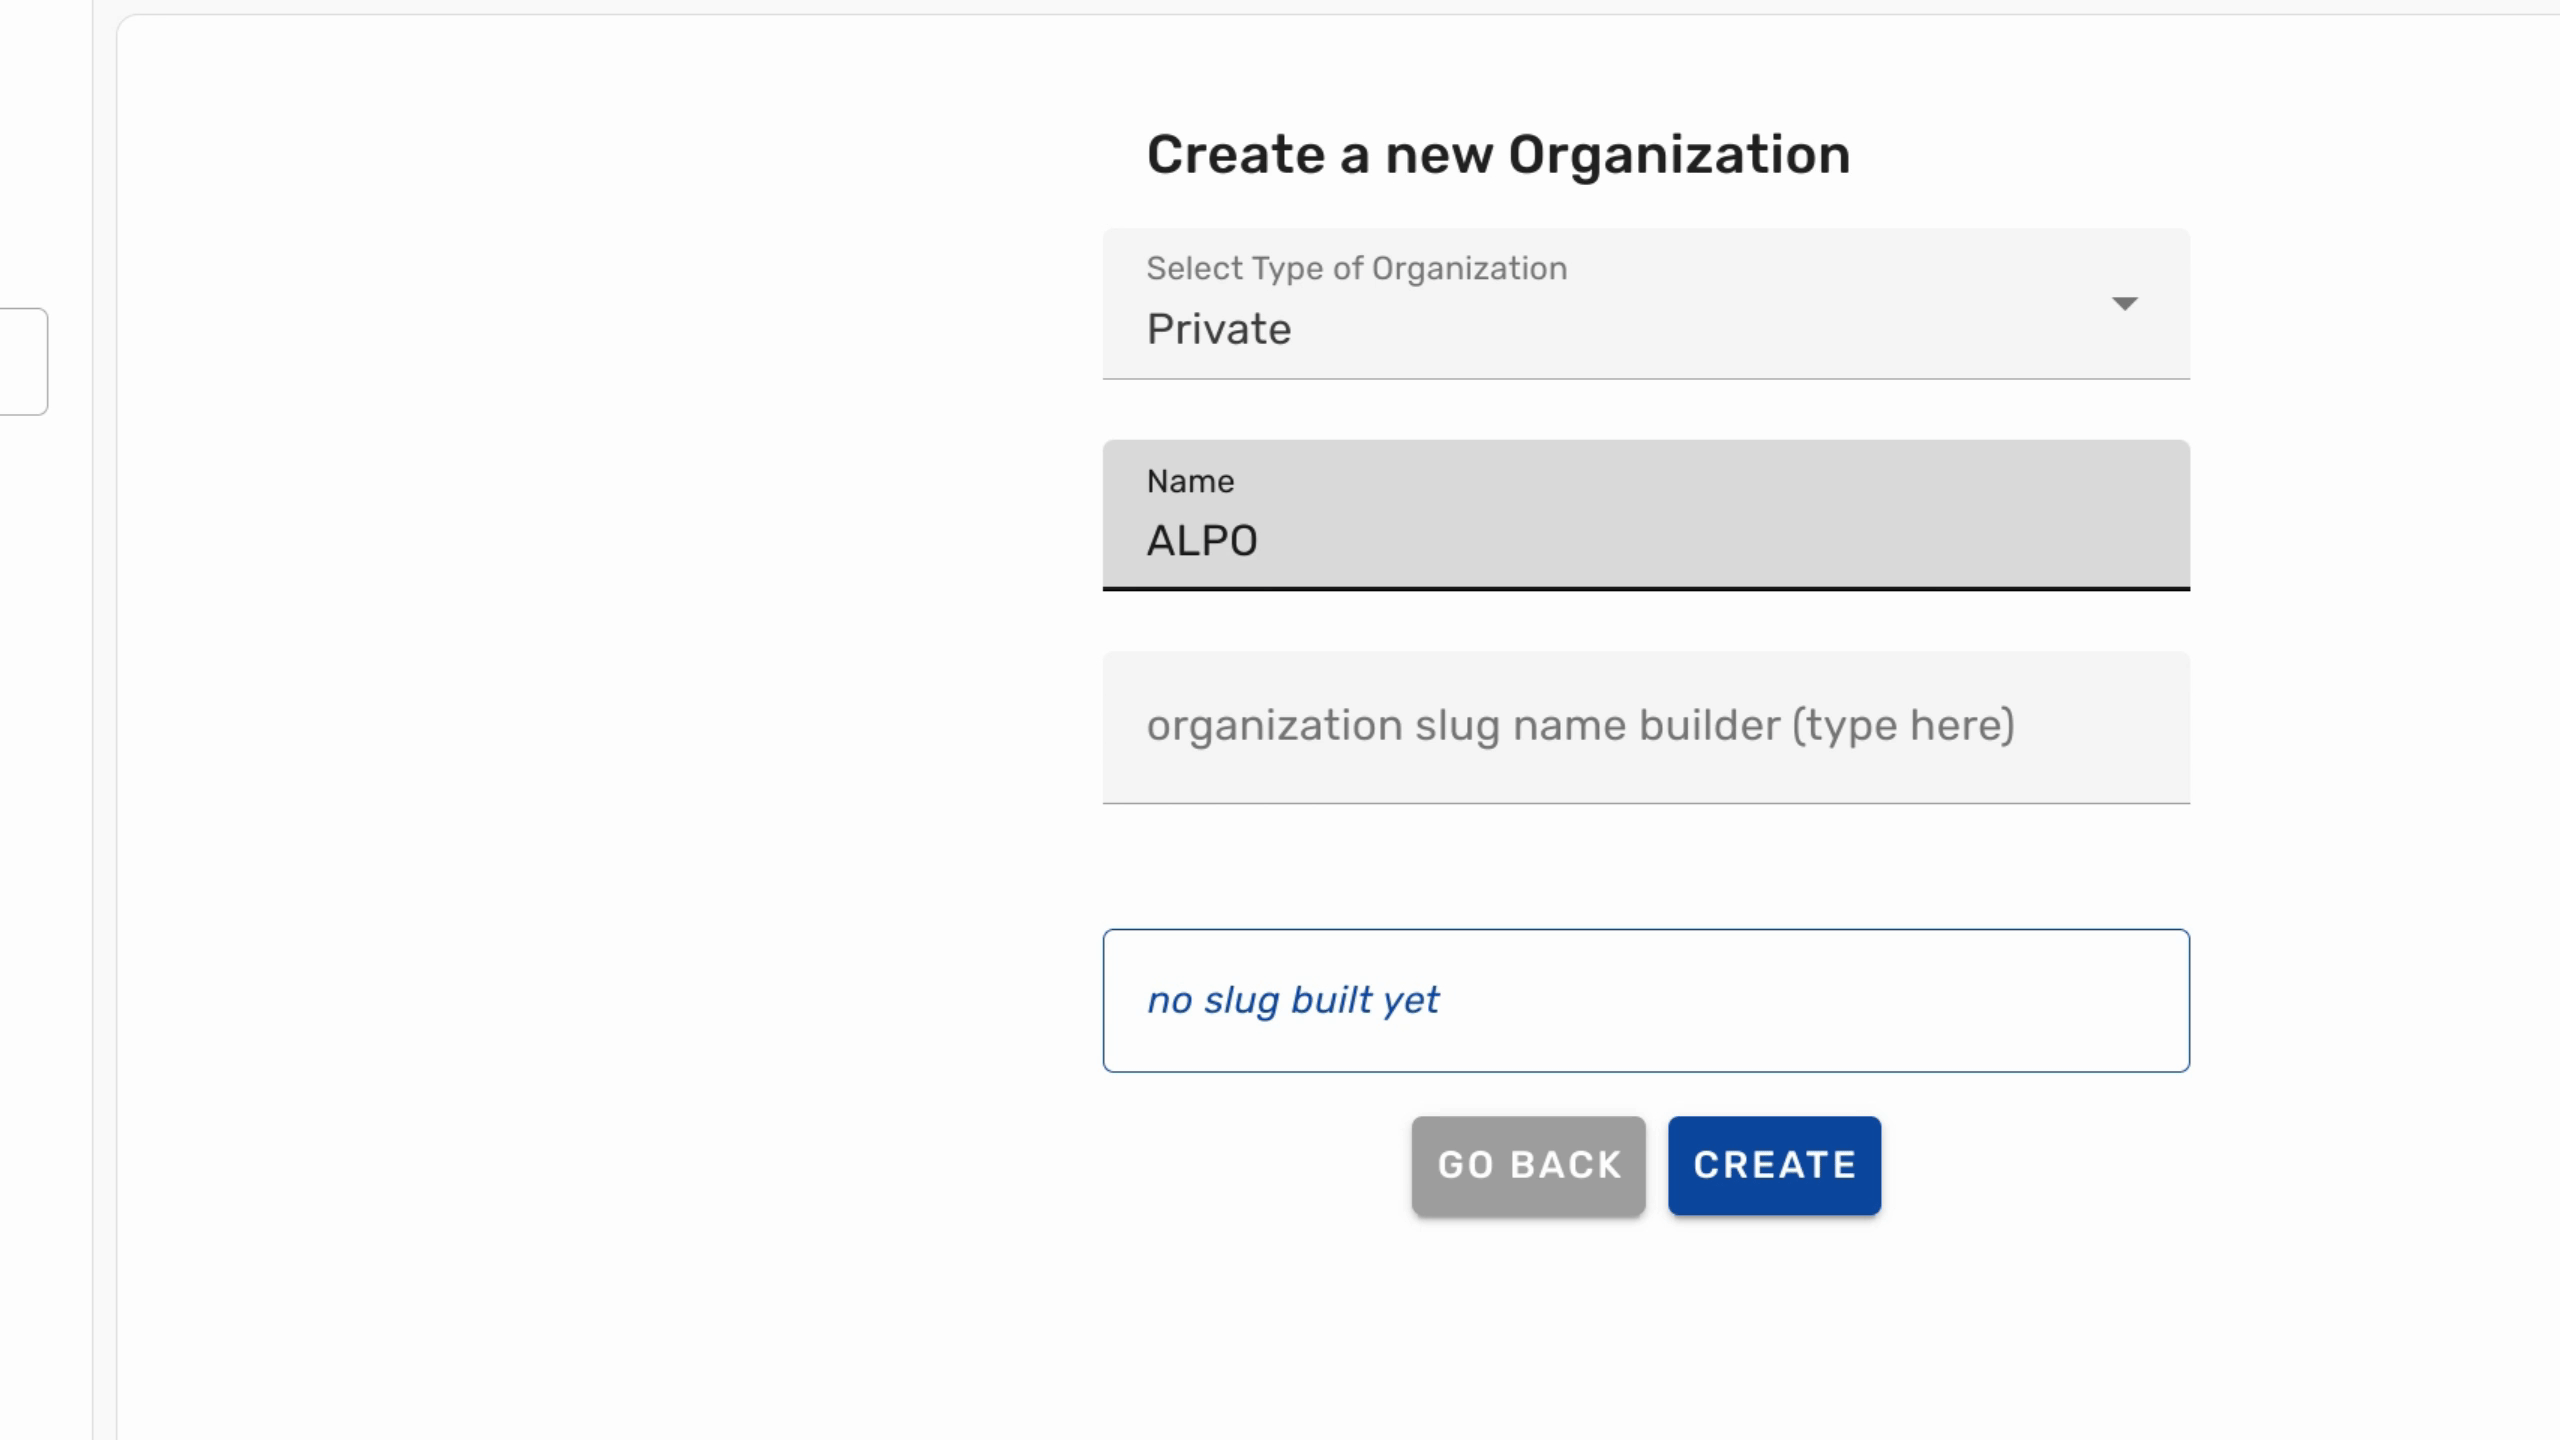 Create a new Organization
Select Type of Organization
Private
Name
ALPO
organization slug name builder (type here)
no slug built yet
GO BACK
CREATE